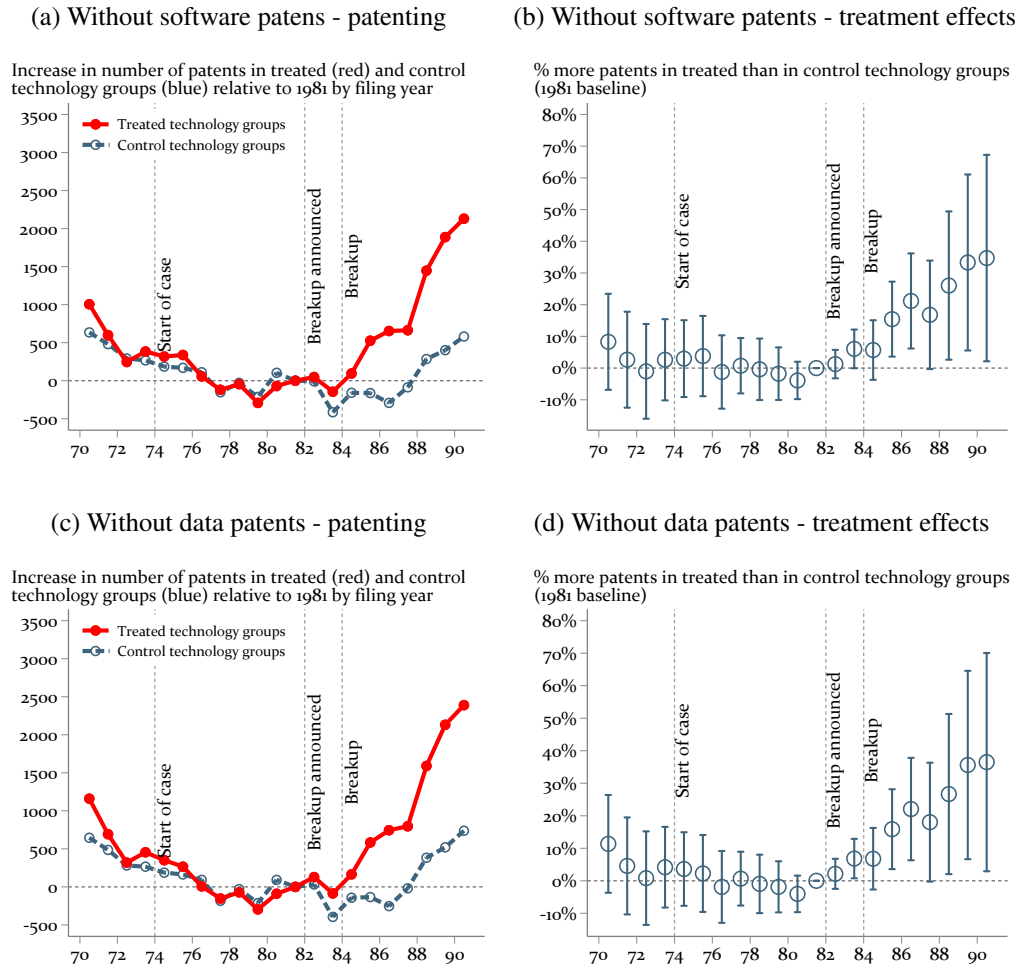 (a) Without software patens - patenting
Increase in number of patents in treated (red) and control
technology groups (blue) relative to 1981 by filing year
3500
3000
2500
2000
1500
1000
500
0
-500
Treated technology groups
Control technology groups
Start of case
Breakup announced
Breakup
70 72 74 76 78 80 82 84 86 88 90
(b) Without software patents - treatment effects
% more patents in treated than in control technology groups
(1981 baseline)
80%
70%
60%
50%
40%
30%
20%
10%
0%
-10%
Start of case
Breakup announced
Breakup
70 72 74 76 78 80 82 84 86 88 90
(c) Without data patents - patenting
Increase in number of patents in treated (red) and control
technology groups (blue) relative to 1981 by filing year
3500
3000
2500
2000
1500
1000
500
0
-500
Treated technology groups
Control technology groups
Start of case
Breakup announced
Breakup
70 72 74 76 78 80 82 84 86 88 90
(d) Without data patents - treatment effects
% more patents in treated than in control technology groups
(1981 baseline)
80%
70%
60%
50%
40%
30%
20%
10%
0%
-10%
Start of case
Breakup announced
Breakup
70 72 74 76 78 80 82 84 86 88 90